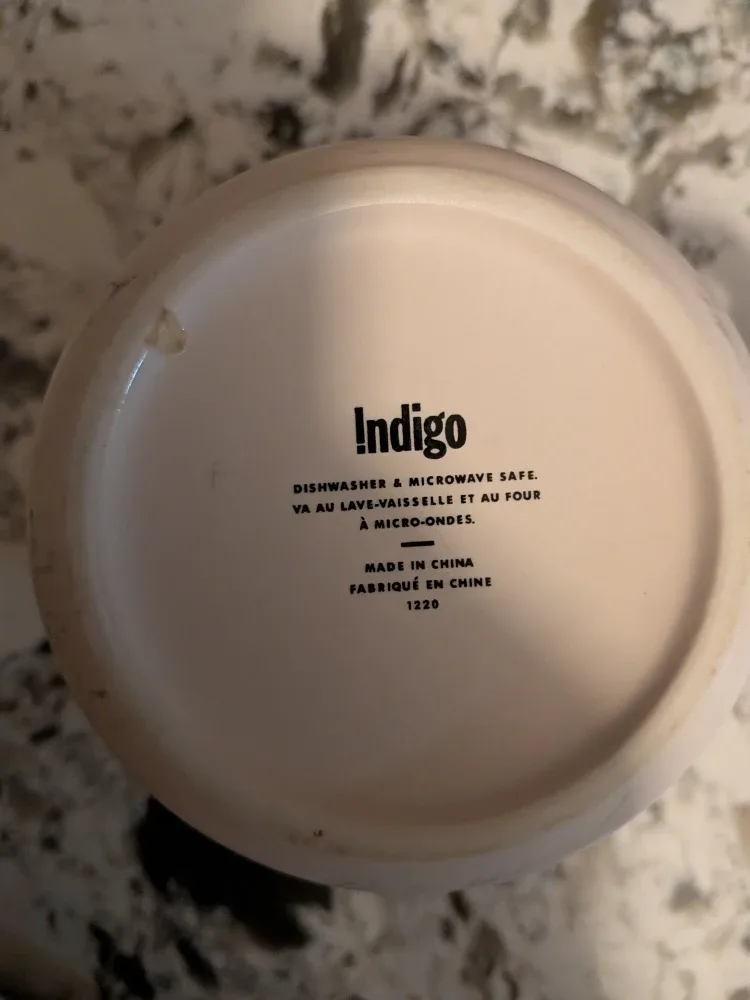 !ndigo
DISHWASHER & MICROWAVE SAFE.
VA AU LAVE-VAISSELLE ET AU FOUR
À MICRO-ONDES.
MADE IN CHINA
FABRIQUÉ EN CHINE
1220